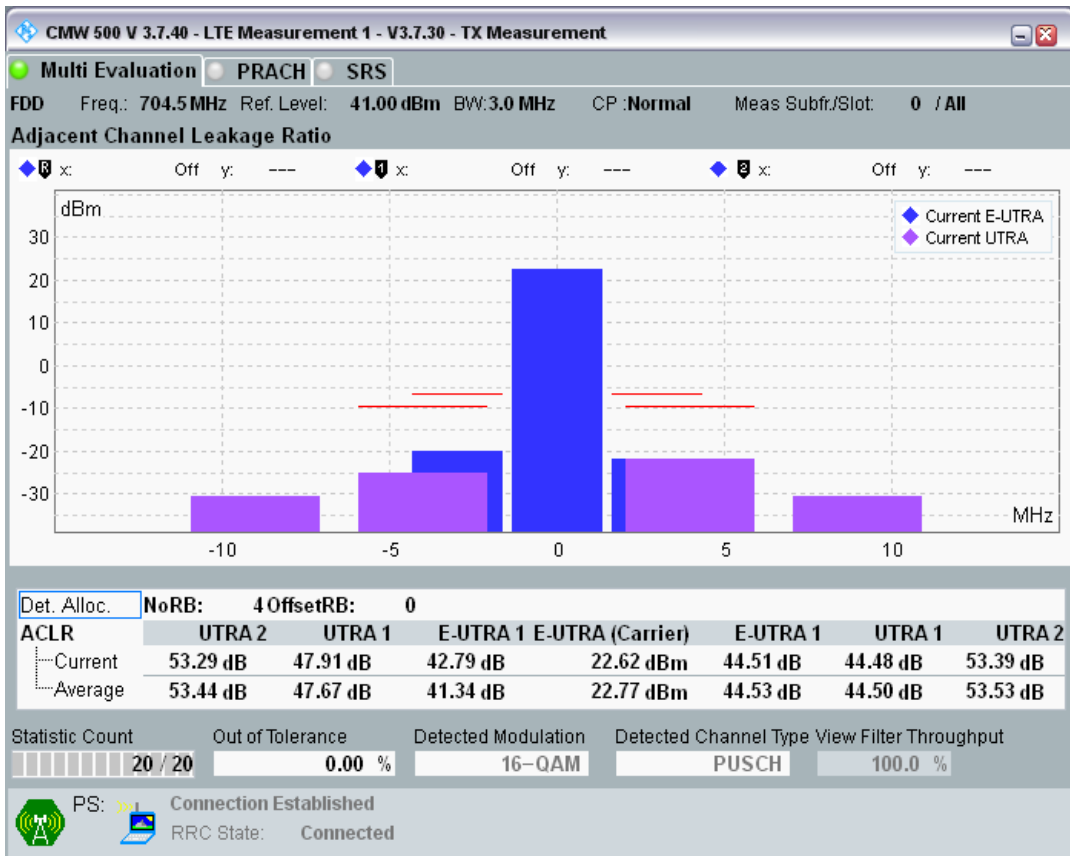 CMW 500 V 3.7.40 - LTE Measurement 1 - V3.7.30 - TX Measurement
Multi Evaluation PRACH SRS
FDD Freq.: 704.5 MHz Ref. Level: 41.00 dBm BW: 3.0 MHz CP :Normal Meas Subfr./Slot: 0 / All
Adjacent Channel Leakage Ratio
R x: Off y: --- 1 x: Off y: --- 2 x: Off y: ---
dBm
Current E-UTRA
Current UTRA
30
20
10
0
-10
-20
-30
MHz
-10 -5 0 5 10
Det. Alloc. NoRB: 4 OffsetRB: 0
ACLR UTRA 2 UTRA 1 E-UTRA 1 E-UTRA (Carrier) E-UTRA 1 UTRA 1 UTRA 2
Current 53.29 dB 47.91 dB 42.79 dB 22.62 dBm 44.51 dB 44.48 dB 53.39 dB
Average 53.44 dB 47.67 dB 41.34 dB 22.77 dBm 44.53 dB 44.50 dB 53.53 dB
Statistic Count Out of Tolerance Detected Modulation Detected Channel Type View Filter Throughput
20 / 20 0.00 % 16-QAM PUSCH 100.0 %
PS: Connection Established
RRC State: Connected